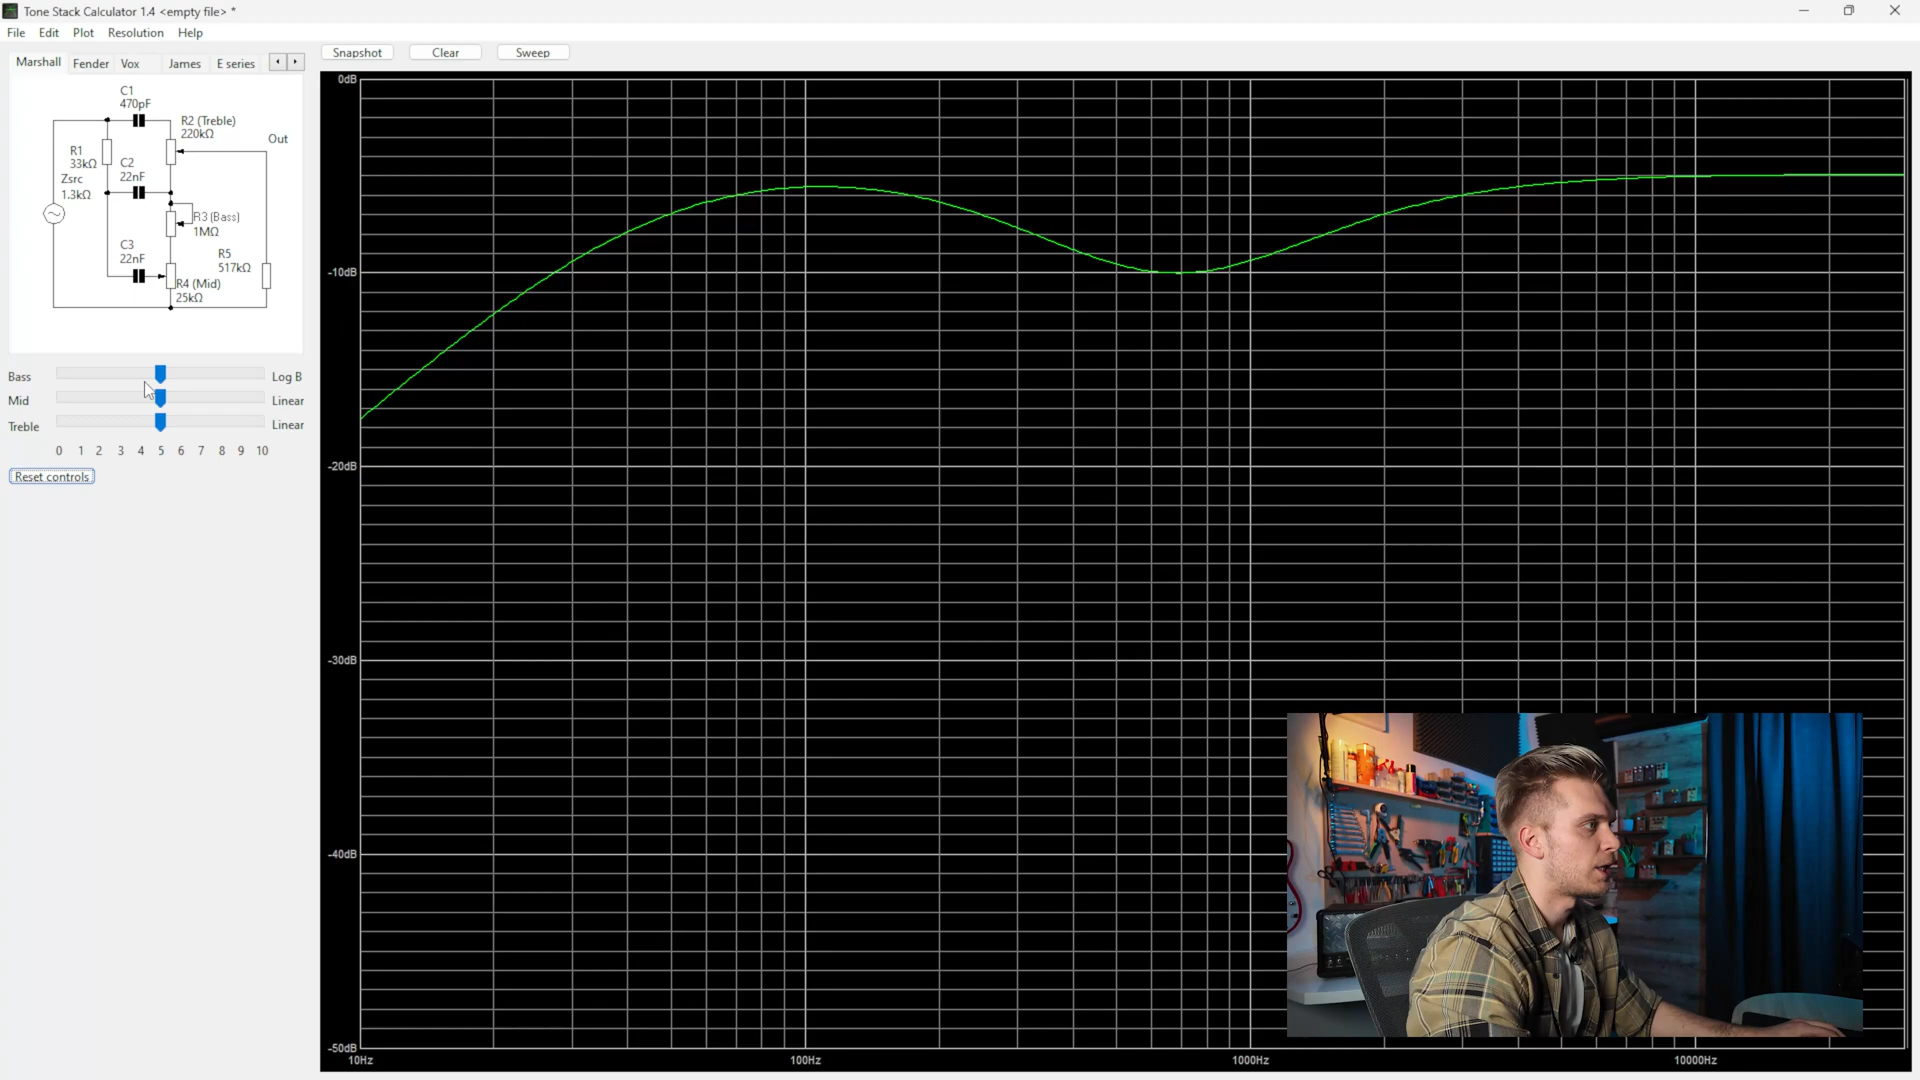 Tone Stack Calculator 1.4 <empty file> *
File Edit Plot Resolution Help
Marshall Fender Vox James E series
Snapshot Clear Sweep
C1
470pF
R2 (Treble)
220kΩ
Out
R1
33kΩ
C2
22nF
Zsrc
1.3kΩ
R3 (Bass)
1MΩ
C3
22nF
R5
517kΩ
R4 (Mid)
25kΩ
Bass Log B
Mid Linear
Treble Linear
0 1 2 3 4 5 6 7 8 9 10
Reset controls
0dB
-10dB
-20dB
-30dB
-40dB
-50dB
10Hz 100Hz 1000Hz 10000Hz